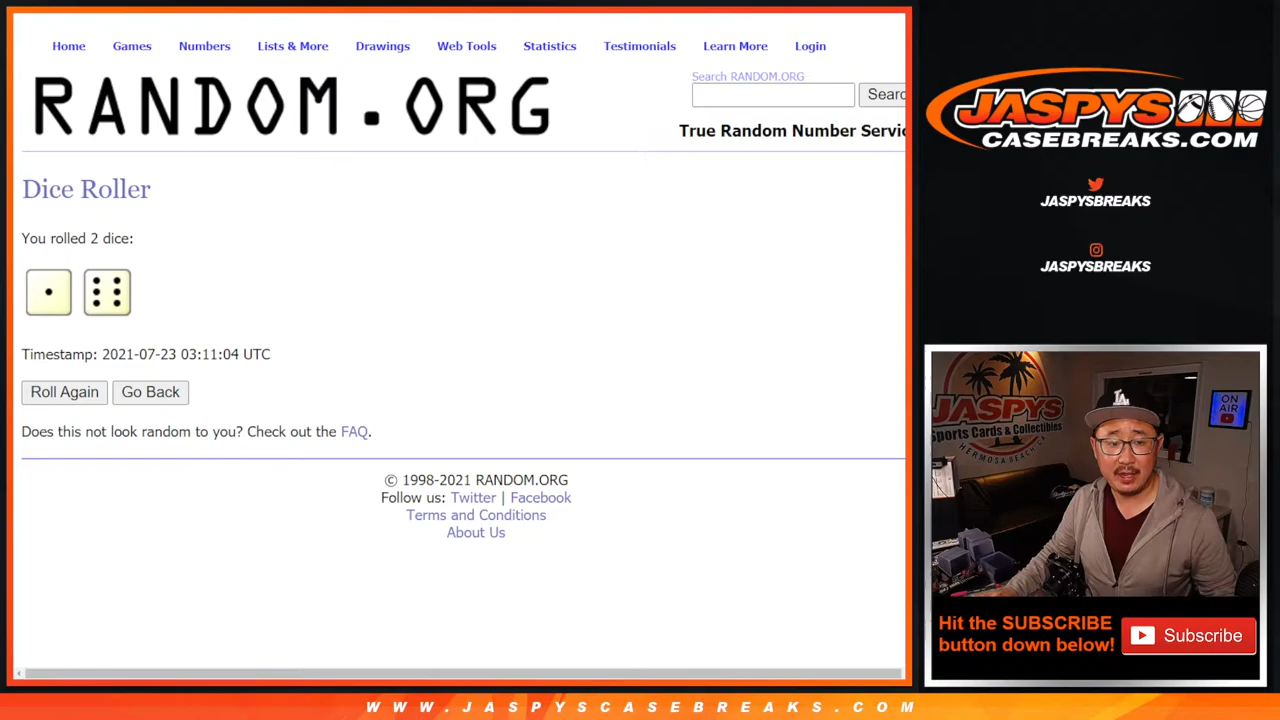 Home Games Numbers Lists & More Drawings Web Tools Statistics Testimonials Learn More Login
RANDOM.ORG
Search RANDOM.ORG
Searc
True Random Number Servic
Dice Roller
You rolled 2 dice:
Timestamp: 2021-07-23 03:11:04 UTC
Roll Again Go Back
Does this not look random to you? Check out the FAQ.
© 1998-2021 RANDOM.ORG
Follow us: Twitter | Facebook
Terms and Conditions
About Us
JASPYS
CASEBREAKS.COM
JASPYSBREAKS
JASPYSBREAKS
JASPYS
Sports Cards & Collectibles
HERMOSA BEACH, CA
ON
AIR
LA
Hit the SUBSCRIBE
button down below!
Subscribe
WWW.JASPYSCASEBREAKS.COM